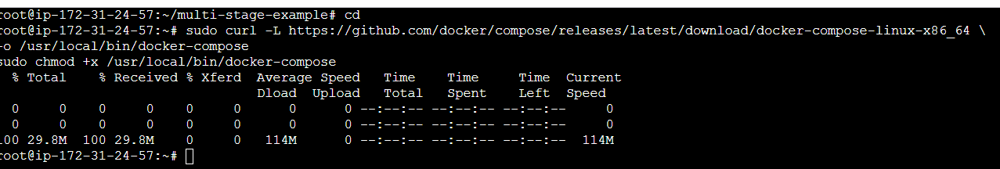 root@ip-172-31-24-57:~/multi-stage-example# cd
root@ip-172-31-24-57:~# sudo curl -L https://github.com/docker/compose/releases/latest/download/docker-compose-linux-x86_64 \
-o /usr/local/bin/docker-compose
sudo chmod +x /usr/local/bin/docker-compose
% Total % Received % Xferd Average Speed Time Time Time Current
Dload Upload Total Spent Left Speed
0 0 0 0 0 0 0 0 --:--:-- --:--:-- --:--:-- 0
0 0 0 0 0 0 0 0 --:--:-- --:--:-- --:--:-- 0
100 29.8M 100 29.8M 0 0 114M 0 --:--:-- --:--:-- --:--:-- 114M
root@ip-172-31-24-57:~#